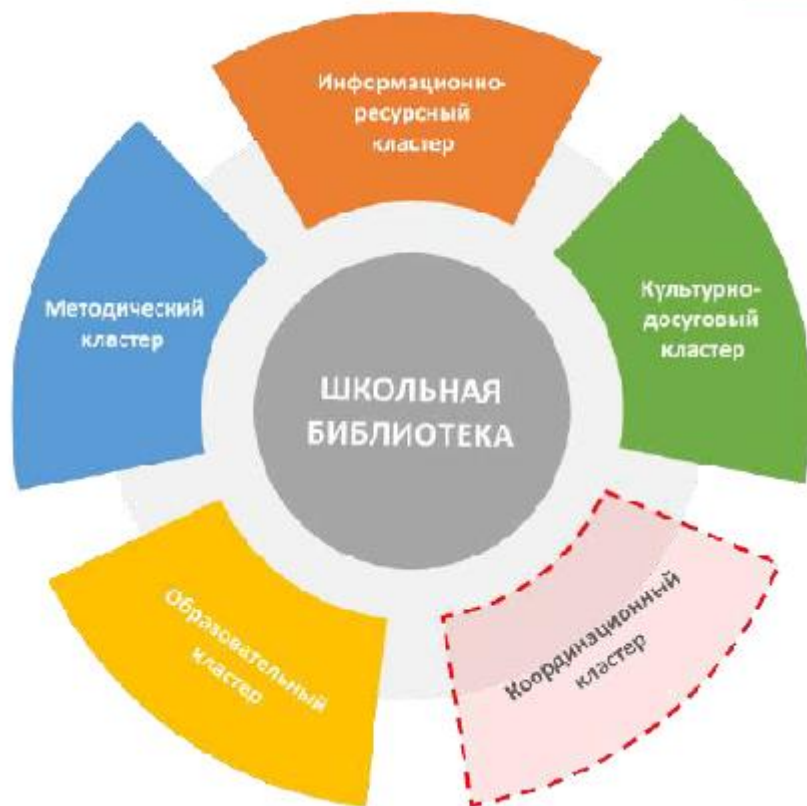 Информационно-
ресурсный
кластер
Культурно-
досуговый
кластер
Координационный
кластер
Образовательный
кластер
Методический
кластер
ШКОЛЬНАЯ
БИБЛИОТЕКА